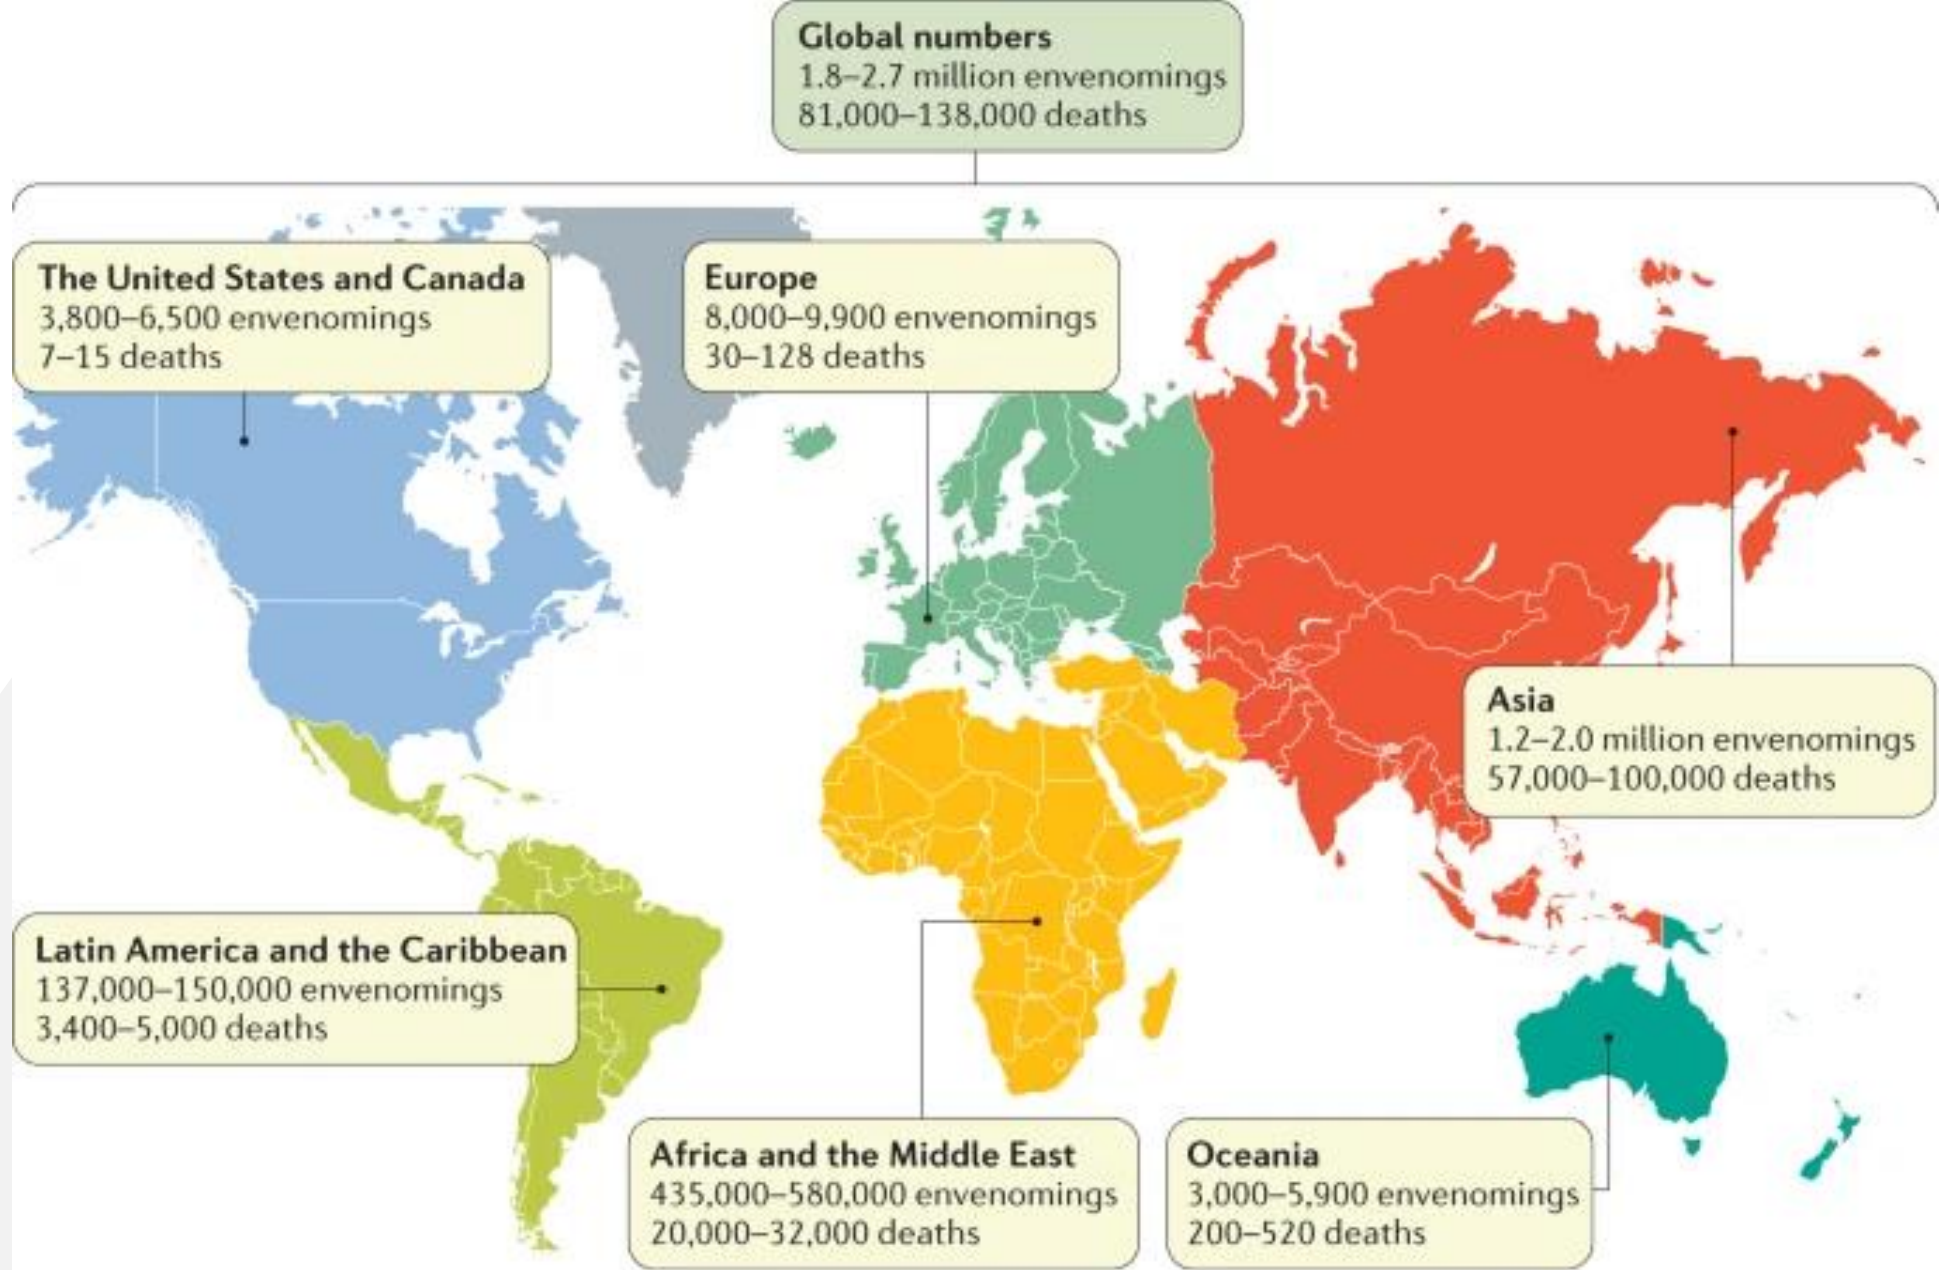 Global numbers
1.8–2.7 million envenomings
81,000–138,000 deaths
The United States and Canada
3,800–6,500 envenomings
7–15 deaths
Europe
8,000–9,900 envenomings
30–128 deaths
Asia
1.2–2.0 million envenomings
57,000–100,000 deaths
Latin America and the Caribbean
137,000–150,000 envenomings
3,400–5,000 deaths
Africa and the Middle East
435,000–580,000 envenomings
20,000–32,000 deaths
Oceania
3,000–5,900 envenomings
200–520 deaths